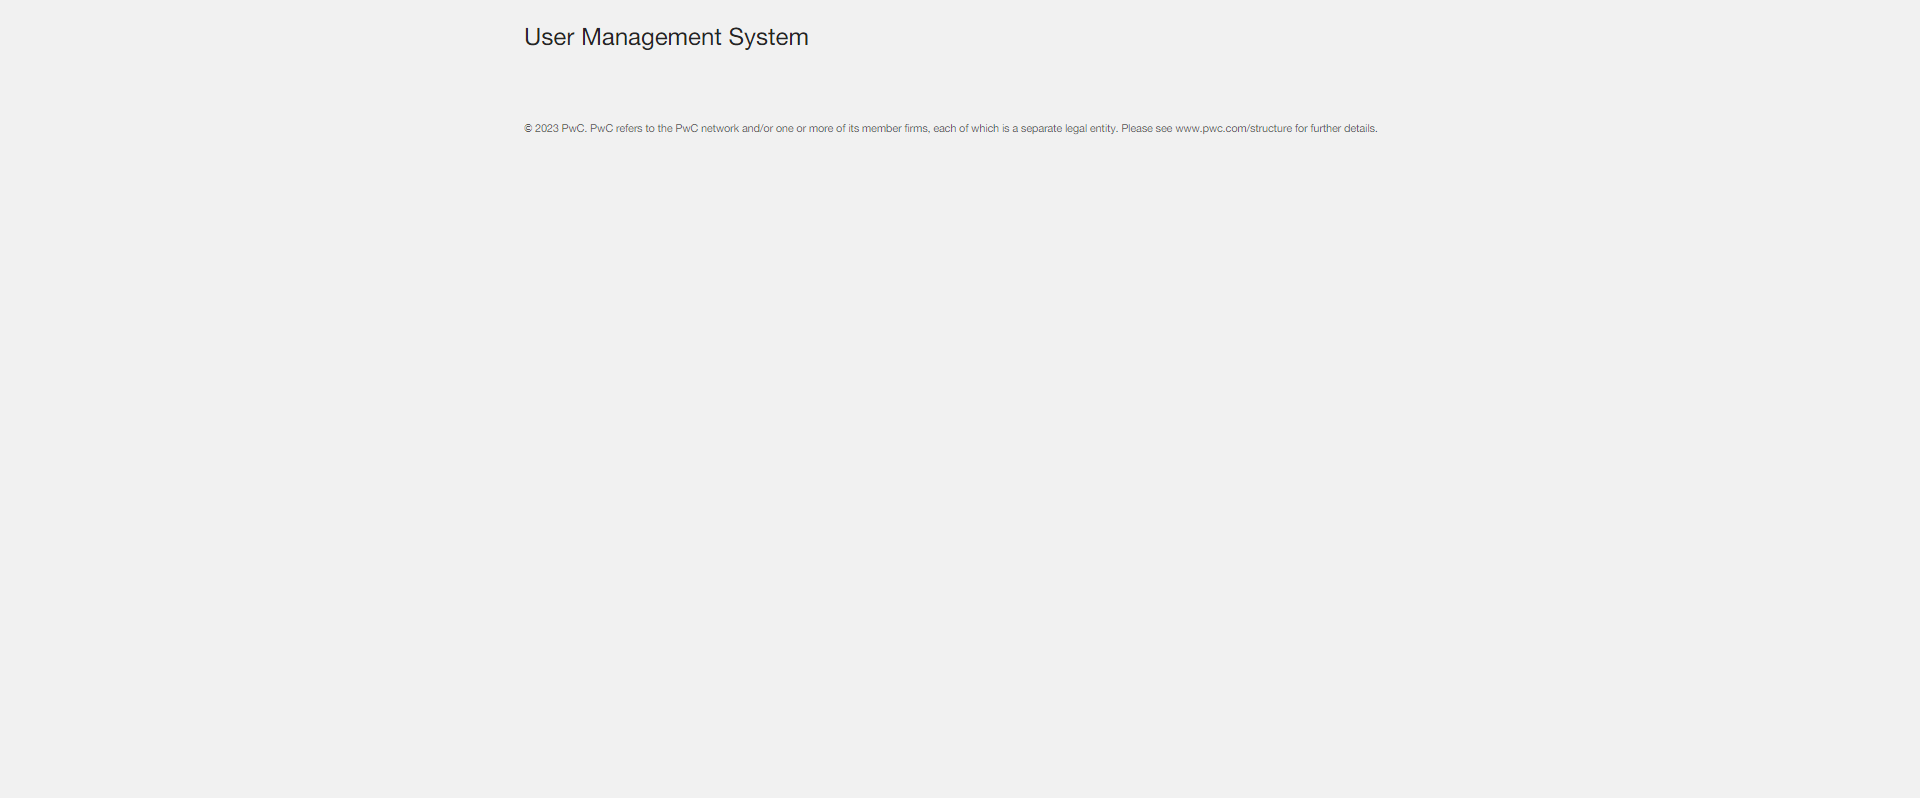 User Management System
© 2023 PwC. PwC refers to the PwC network and/or one or more of its member firms, each of which is a separate legal entity. Please see www.pwc.com/structure for further details.